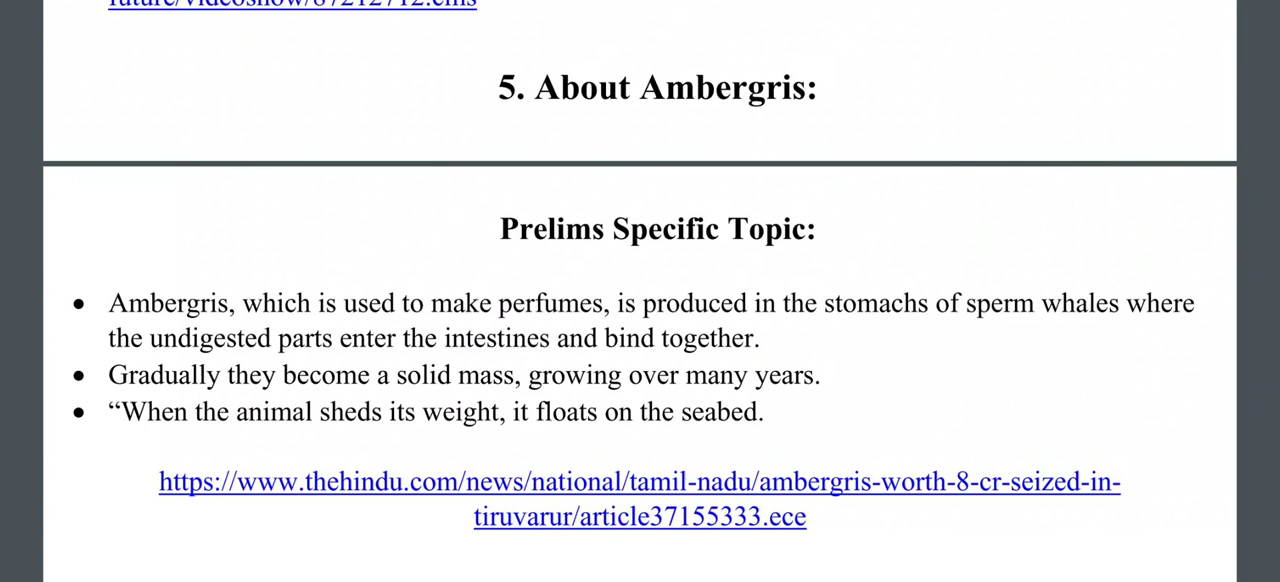 5. About Ambergris:
Prelims Specific Topic:
• Ambergris, which is used to make perfumes, is produced in the stomachs of sperm whales where
the undigested parts enter the intestines and bind together.
• Gradually they become a solid mass, growing over many years.
• “When the animal sheds its weight, it floats on the seabed.
https://www.thehindu.com/news/national/tamil-nadu/ambergris-worth-8-cr-seized-in-
tiruvarur/article37155333.ece